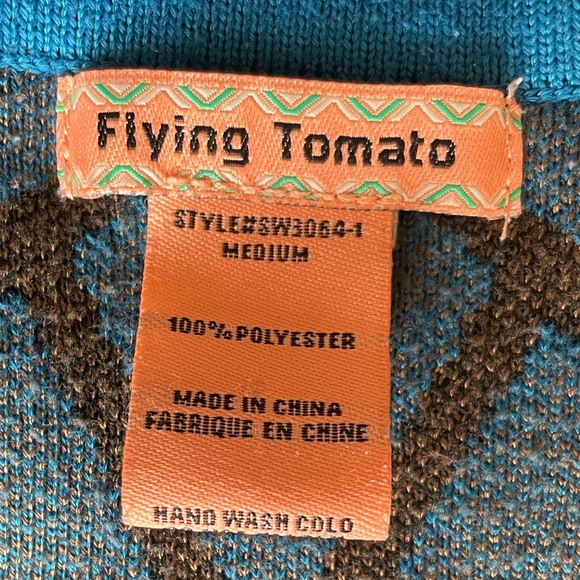 Flying Tomato
STYLE#SW3064-1
MEDIUM
100% POLYESTER
MADE IN CHINA
FABRIQUE EN CHINE
HAND WASH COLD